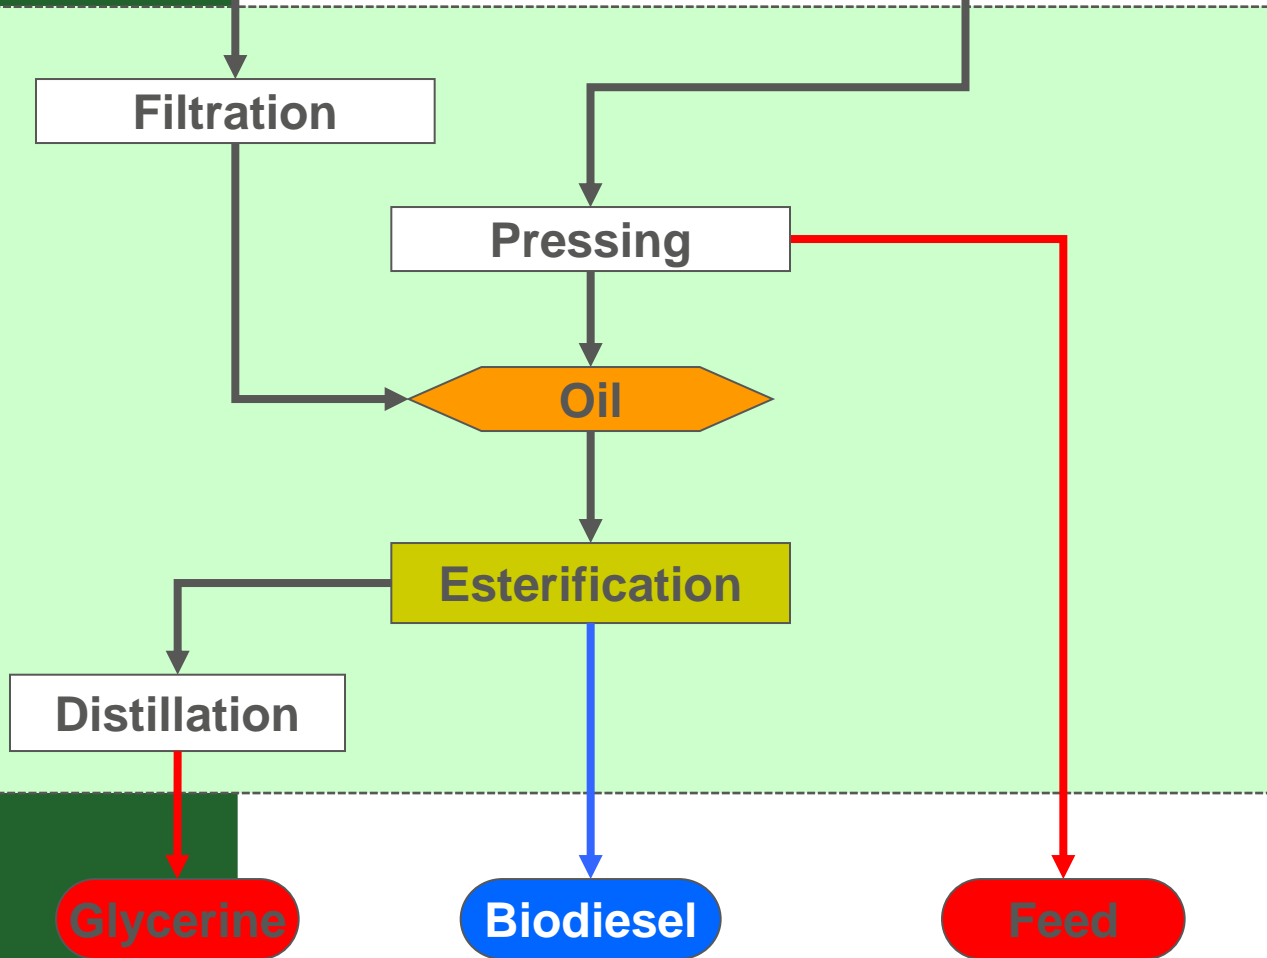 Filtration
Pressing
Oil
Esterification
Distillation
Glycerine
Biodiesel
Feed